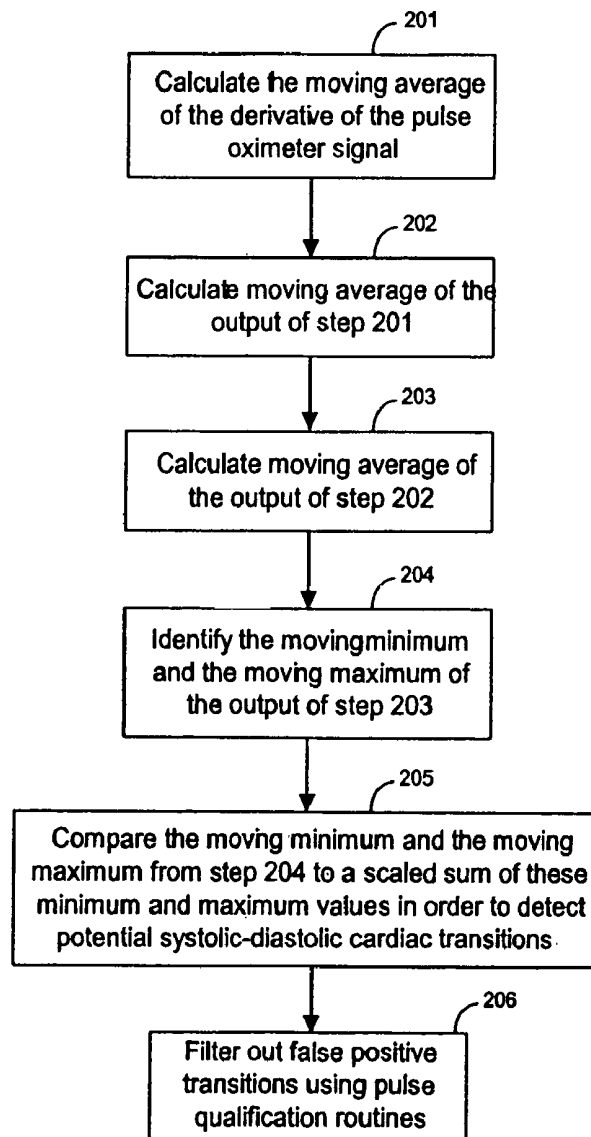 201
Calculate the moving average
of the derivative of the pulse
oximeter signal
202
Calculate moving average of the
output of step 201
203
Calculate moving average of
the output of step 202
204
Identify the movingminimum
and the moving maximum of
the output of step 203
205
Compare the moving minimum and the moving
maximum from step 204 to a scaled sum of these
minimum and maximum values in order to detect
potential systolic-diastolic cardiac transitions
206
Filter out false positive
transitions using pulse
qualification routines